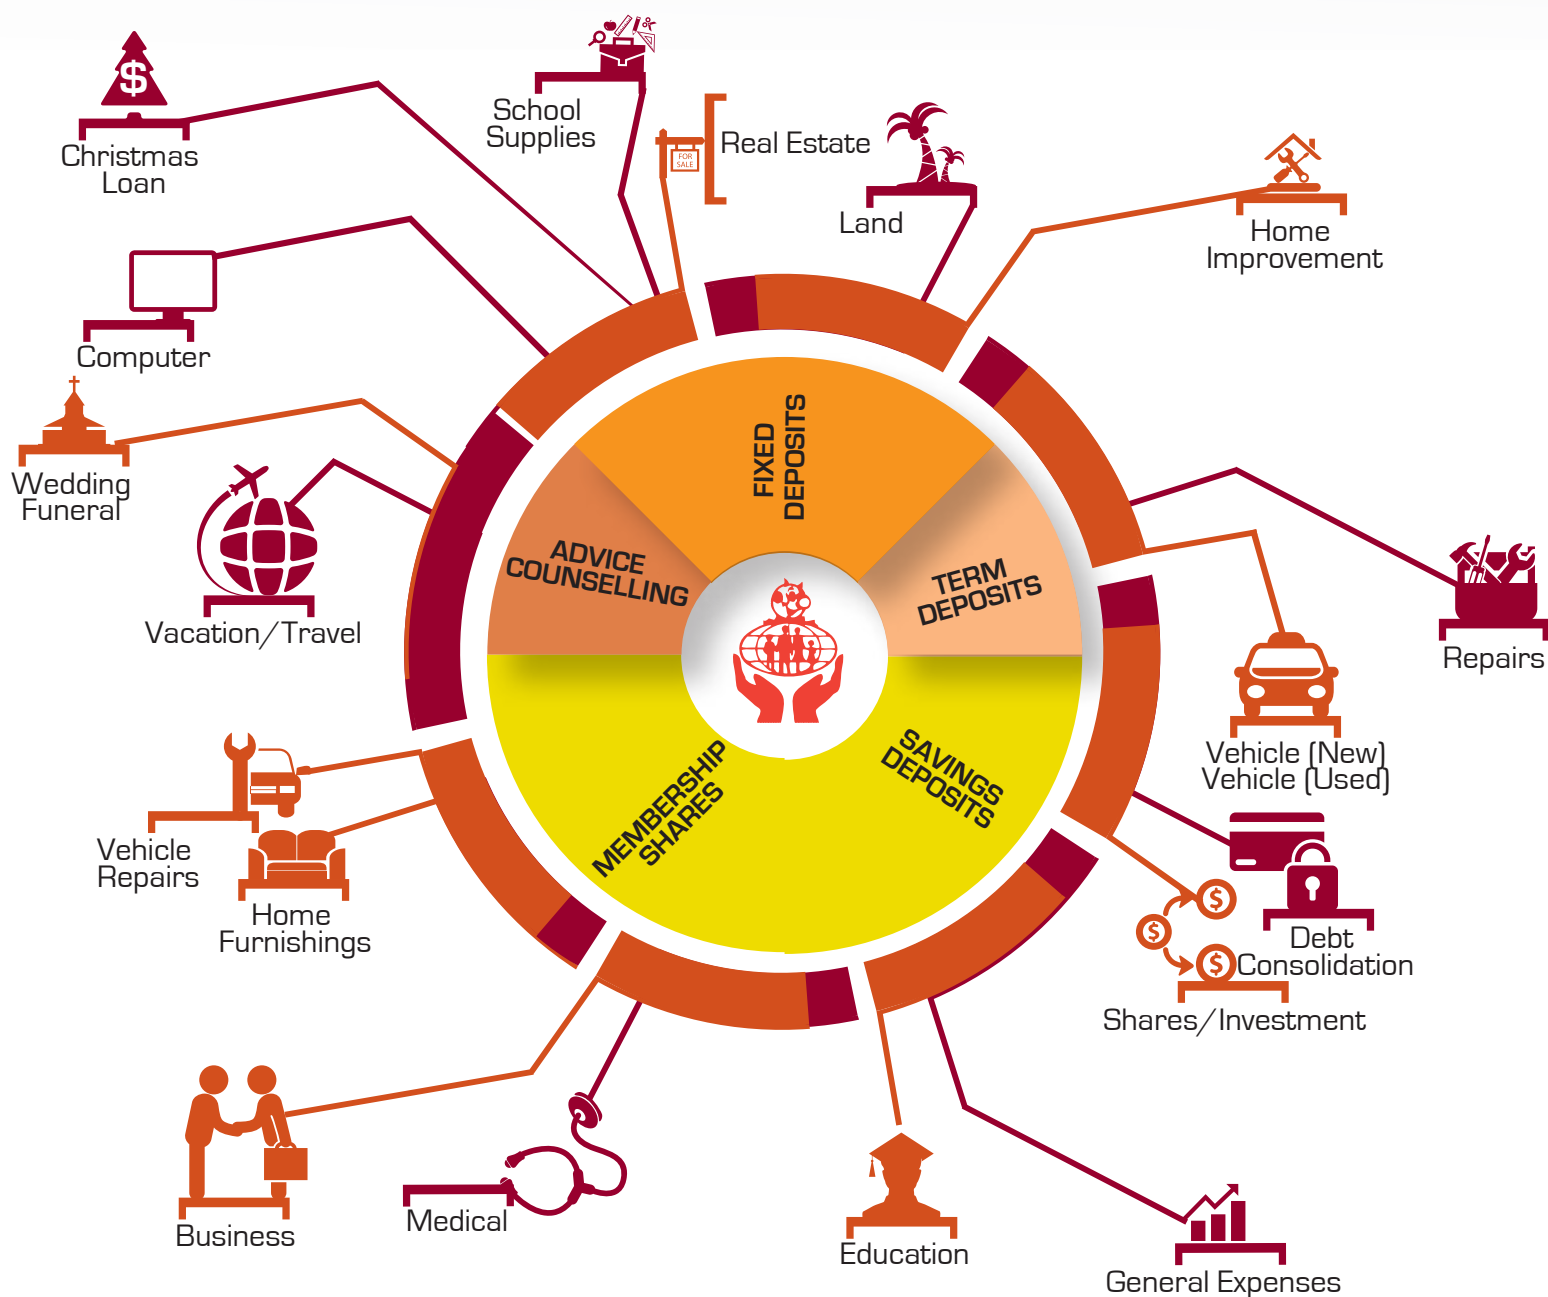 $
Christmas
Loan
School
Supplies
FOR
SALE
Real Estate
Land
Home
Improvement
Computer
Wedding
Funeral
Vacation/Travel
FIXED
DEPOSITS
ADVICE
COUNSELLING
TERM
DEPOSITS
MEMBERSHIP
SHARES
SAVINGS
DEPOSITS
Repairs
Vehicle (New)
Vehicle (Used)
Vehicle
Repairs
Home
Furnishings
Debt
Consolidation
$
$
$
Shares/Investment
Business
Medical
Education
General Expenses